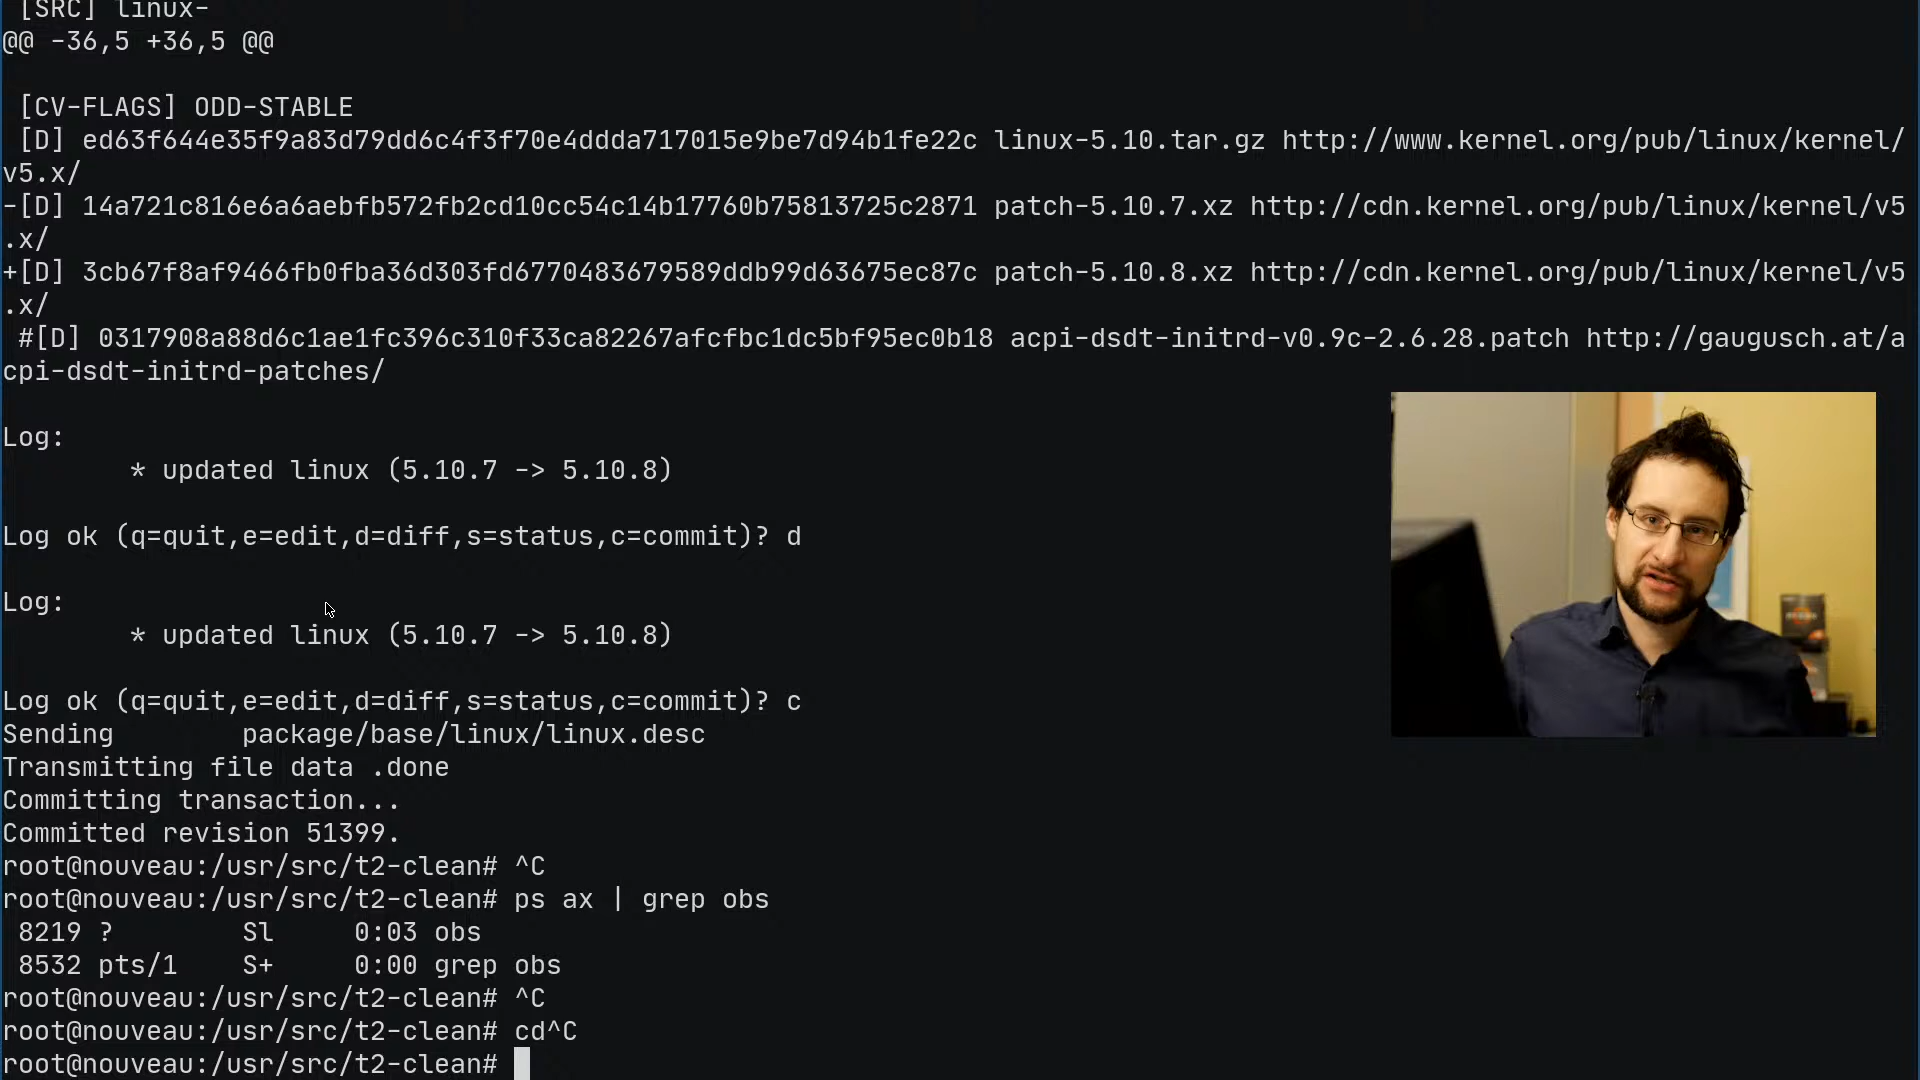 [SRC] linux-
@@ -36,5 +36,5 @@
[CV-FLAGS] ODD-STABLE
[D] ed63f644e35f9a83d79dd6c4f3f70e4ddda717015e9be7d94b1fe22c linux-5.10.tar.gz http://www.kernel.org/pub/linux/kernel/
v5.x/
-[D] 14a721c816e6a6aebfb572fb2cd10cc54c14b17760b75813725c2871 patch-5.10.7.xz http://cdn.kernel.org/pub/linux/kernel/v5
.x/
+[D] 3cb67f8af9466fb0fba36d303fd6770483679589ddb99d63675ec87c patch-5.10.8.xz http://cdn.kernel.org/pub/linux/kernel/v5
.x/
#[D] 0317908a88d6c1ae1fc396c310f33ca82267afcfbc1dc5bf95ec0b18 acpi-dsdt-initrd-v0.9c-2.6.28.patch http://gaugusch.at/a
cpi-dsdt-initrd-patches/
Log:
* updated linux (5.10.7 -> 5.10.8)
Log ok (q=quit,e=edit,d=diff,s=status,c=commit)? d
Log:
* updated linux (5.10.7 -> 5.10.8)
Log ok (q=quit,e=edit,d=diff,s=status,c=commit)? c
Sending        package/base/linux/linux.desc
Transmitting file data .done
Committing transaction...
Committed revision 51399.
root@nouveau:/usr/src/t2-clean# ^C
root@nouveau:/usr/src/t2-clean# ps ax | grep obs
8219 ?        Sl     0:03 obs
8532 pts/1    S+     0:00 grep obs
root@nouveau:/usr/src/t2-clean# ^C
root@nouveau:/usr/src/t2-clean# cd^C
root@nouveau:/usr/src/t2-clean#